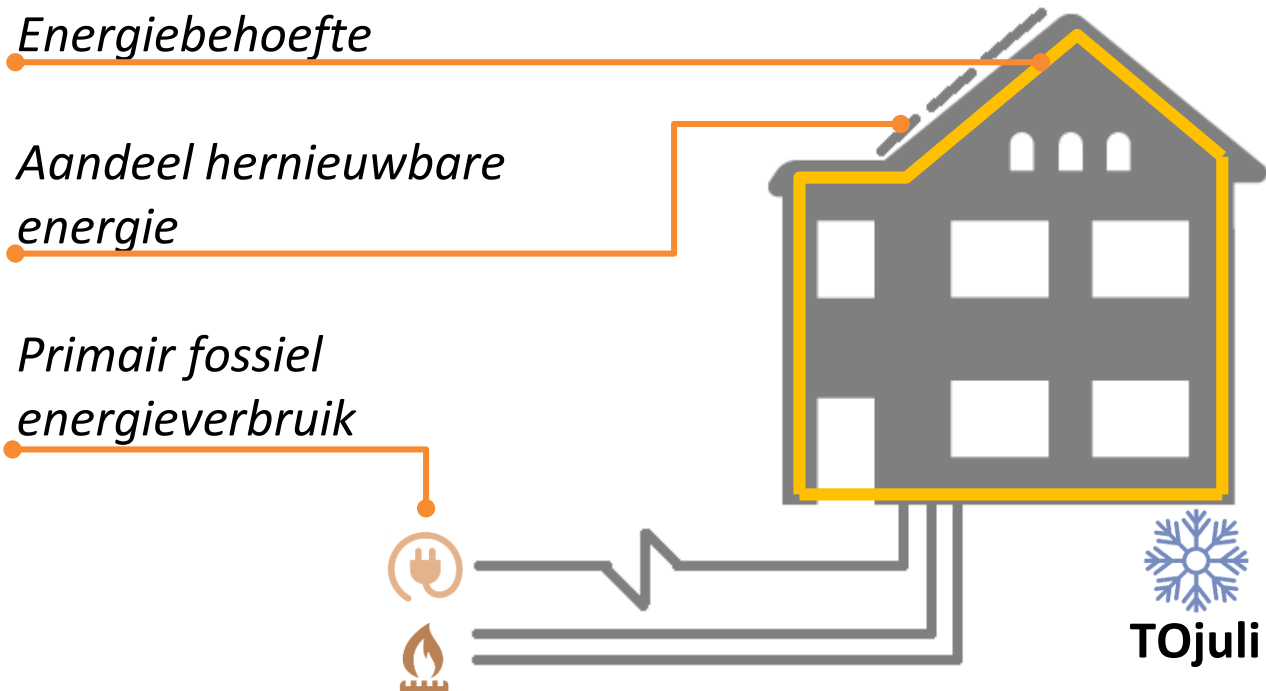 Energiebehoefte
Aandeel hernieuwbare
energie
Primair fossiel
energieverbruik
TOjuli